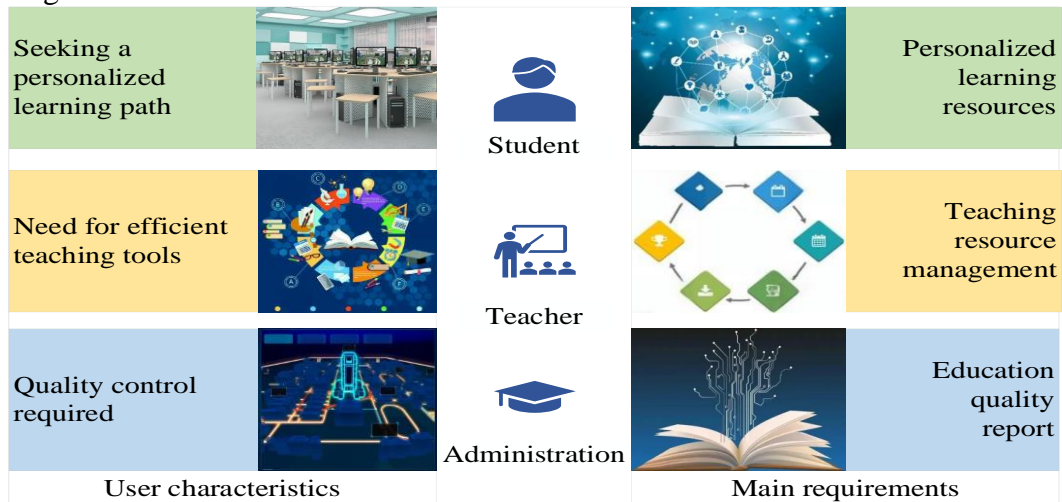 Seeking a
personalized
learning path
Student
Personalized
learning
resources
Need for efficient
teaching tools
Teacher
Teaching
resource
management
Quality control
required
Administration
Education
quality
report
User characteristics
Main requirements